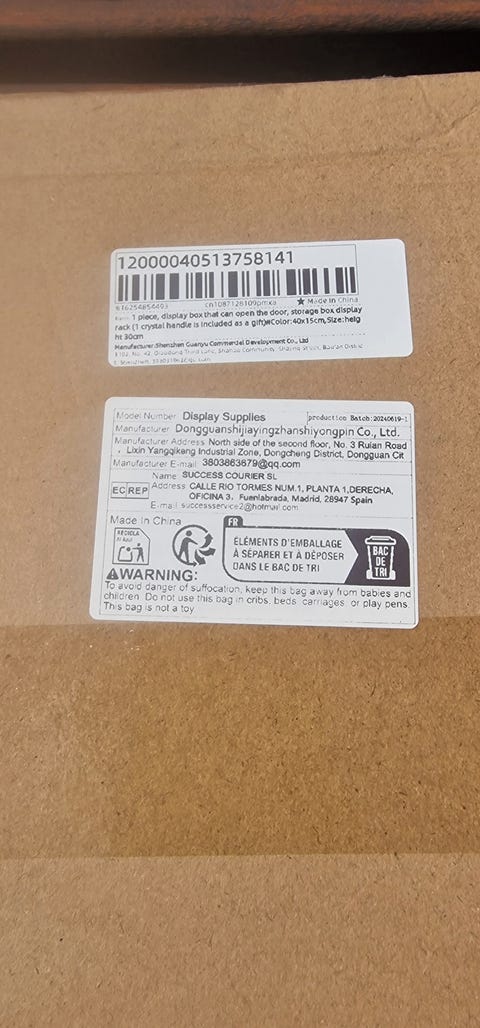 12000040513758141
616254854493 cn1087128109pmxa ★ Made In China
1 piece, display box that can open the door, storage box display
rack (1 crystal handle is included as a gift)#Color:40x15cm,Size:heig
ht 30cm
Manufacturer:Shenzhen Guanyu Commercial Development Co., Ltd
Model Number Display Supplies production Batch:20240619-1
Manufacturer Dongguanshijiayingzhanshiyongpin Co., Ltd.
Manufacturer Address North side of the second floor, No. 3 Ruian Road
, Lixin Yangqikeng Industrial Zone, Dongcheng District, Dongguan Cit
Manufacturer E-mail 3803863679@qq.com
Name: SUCCESS COURIER SL
EC REP Address CALLE RIO TORMES NUM.1, PLANTA 1,DERECHA,
OFICINA 3. Fuenlabrada, Madrid, 28947 Spain
E-mail successservice2@hotmail.com
Made In China
RECICLA
FR
ÉLÉMENTS D'EMBALLAGE
À SÉPARER ET À DÉPOSER
DANS LE BAC DE TRI
BAC
DE
TRI
WARNING:
To avoid danger of suffocation, keep this bag away from babies and
children. Do not use this bag in cribs, beds, carriages, or play pens.
This bag is not a toy.